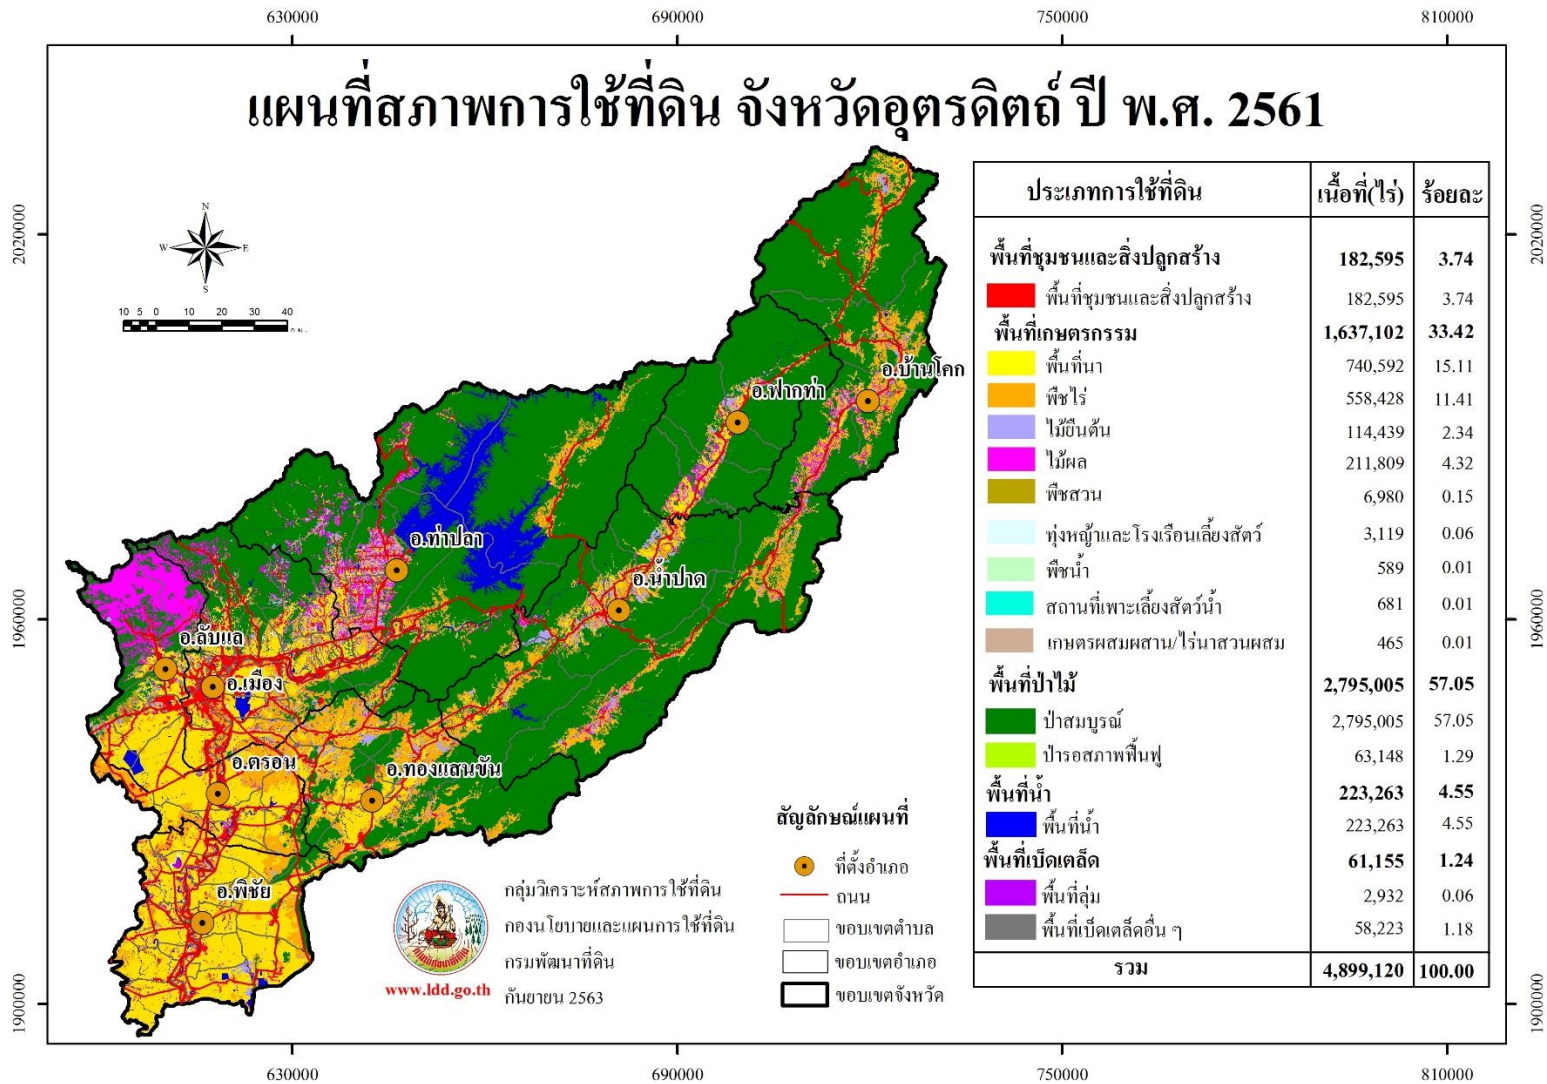 630000 690000 750000 810000
แผนที่สภาพการใช้ที่ดิน จังหวัดอุตรดิตถ์ ปี พ.ศ. 2561
2020000
1960000
1900000
N
W E
S
10 5 0 10 20 30 40
อ.บ้านโคก
อ.ฟากท่า
อ.ท่าปลา
อ.น้ำปาด
อ.ลับแล
อ.เมือง
อ.ตรอน
อ.ทองแสนขัน
อ.พิชัย
ประเภทการใช้ที่ดิน เนื้อที่(ไร่) ร้อยละ
พื้นที่ชุมชนและสิ่งปลูกสร้าง 182,595 3.74
พื้นที่ชุมชนและสิ่งปลูกสร้าง 182,595 3.74
พื้นที่เกษตรกรรม 1,637,102 33.42
พื้นที่นา 740,592 15.11
พืชไร่ 558,428 11.41
ไม้ยืนต้น 114,439 2.34
ไม้ผล 211,809 4.32
พืชสวน 6,980 0.15
ทุ่งหญ้าและโรงเรือนเลี้ยงสัตว์ 3,119 0.06
พืชน้ำ 589 0.01
สถานที่เพาะเลี้ยงสัตว์น้ำ 681 0.01
เกษตรผสมผสาน/ไร่นาสวนผสม 465 0.01
พื้นที่ป่าไม้ 2,795,005 57.05
ป่าสมบูรณ์ 2,795,005 57.05
ป่ารอสภาพฟื้นฟู 63,148 1.29
พื้นที่น้ำ 223,263 4.55
พื้นที่น้ำ 223,263 4.55
พื้นที่เบ็ดเตล็ด 61,155 1.24
พื้นที่ลุ่ม 2,932 0.06
พื้นที่เบ็ดเตล็ดอื่น ๆ 58,223 1.18
รวม 4,899,120 100.00
สัญลักษณ์แผนที่
ที่ตั้งอำเภอ
ถนน
ขอบเขตตำบล
ขอบเขตอำเภอ
ขอบเขตจังหวัด
กลุ่มวิเคราะห์สภาพการใช้ที่ดิน
กองนโยบายและแผนการใช้ที่ดิน
กรมพัฒนาที่ดิน
กันยายน 2563
www.ldd.go.th
2020000
1960000
1900000
630000 690000 750000 810000